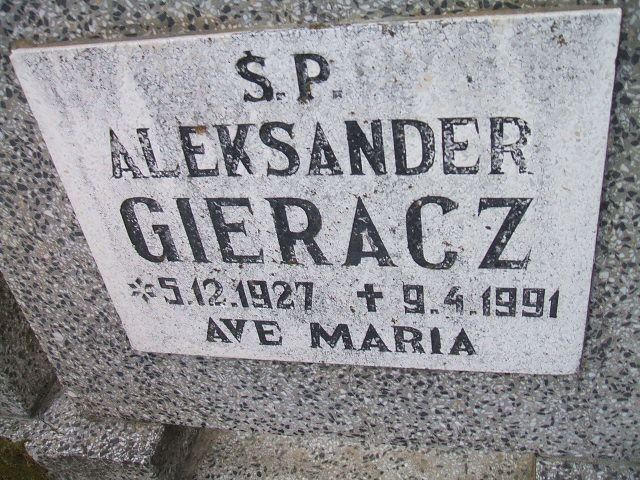 Ś.P.
ALEKSANDER
GIERACZ
*5.12.1927 +9.4.1991
AVE MARIA